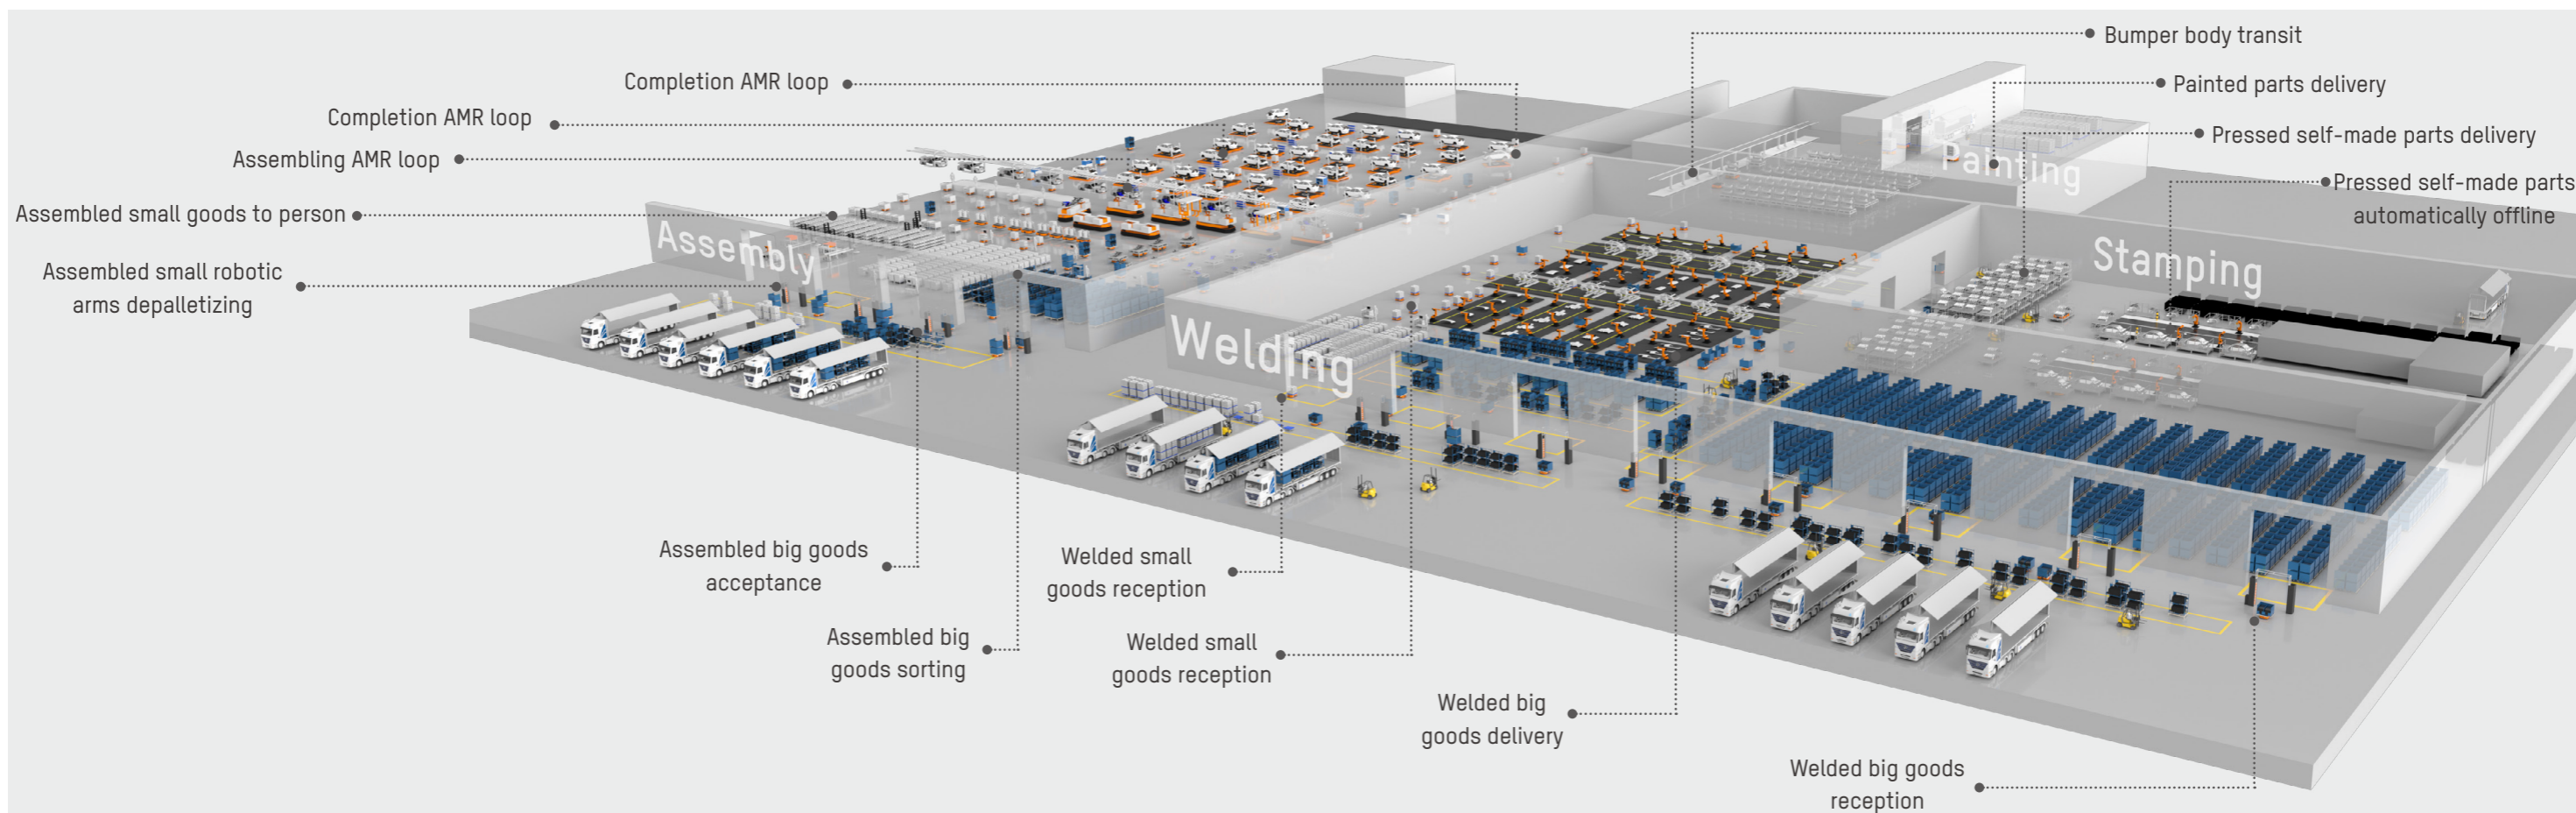 Bumper body transit
Completion AMR loop
Painted parts delivery
Completion AMR loop
Pressed self-made parts delivery
Assembling AMR loop
Painting
Pressed self-made parts
automatically offline
Assembled small goods to person
Assembly
Stamping
Assembled small robotic
arms depalletizing
Welding
Assembled big goods
acceptance
Welded small
goods reception
Assembled big
goods sorting
Welded small
goods reception
Welded big
goods delivery
Welded big goods
reception